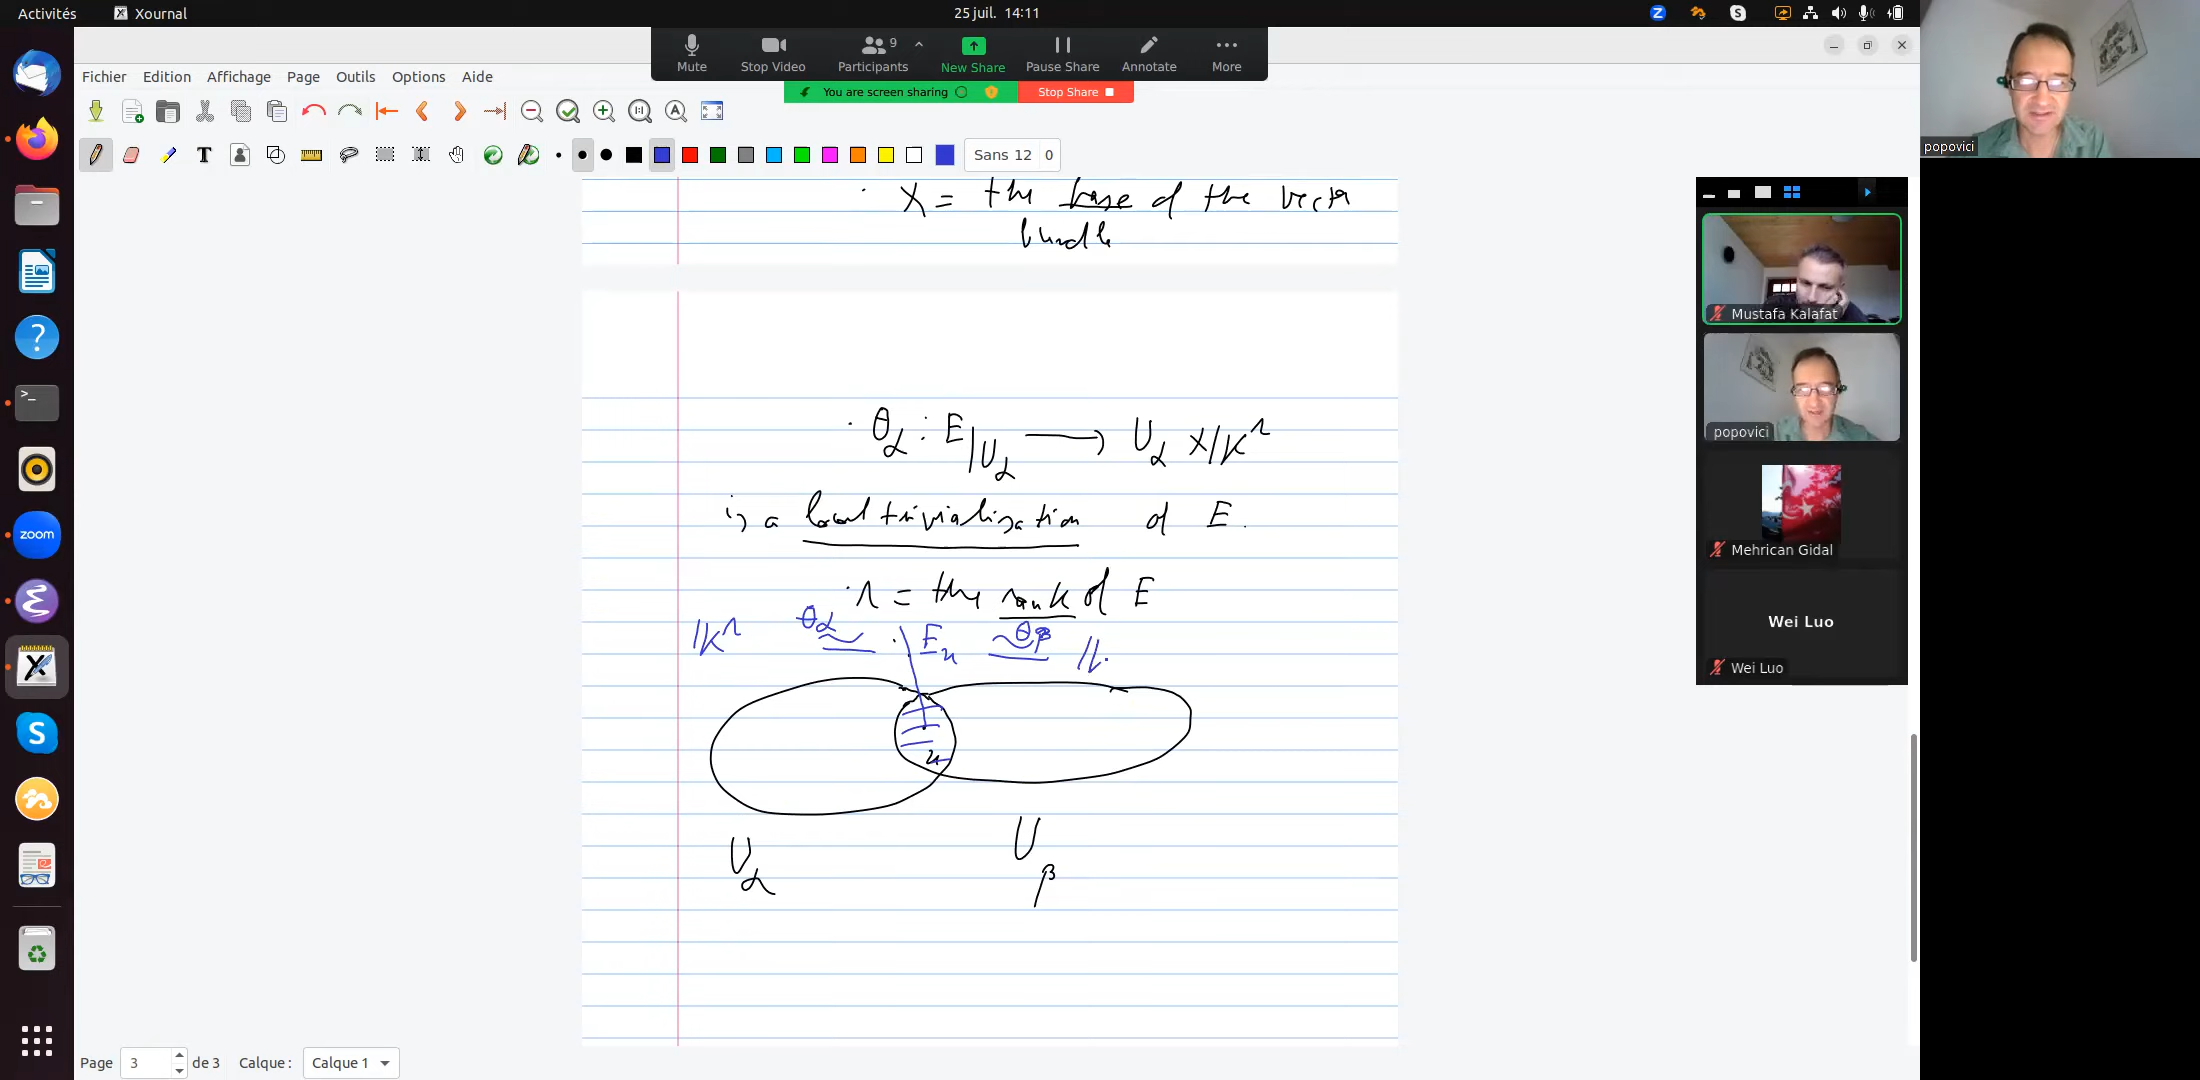 Activités
Xournal
25 juil. 14:11
Mute
Stop Video
Participants 9
New Share
Pause Share
Annotate
More
You are screen sharing
Stop Share
Fichier Edition Affichage Page Outils Options Aide
Sans 12 0
X = the base of the vector
bundle
· θα : E|Uα ⟶ Uα × K^r
is a local trivialisation of E.
· r = the rank of E
K^r θα Ex θβ
x
Uα Uβ
Page 3 de 3 Calque : Calque 1
zoom
popovici
Mustafa Kalafat
popovici
Mehrican Gidal
Wei Luo
Wei Luo